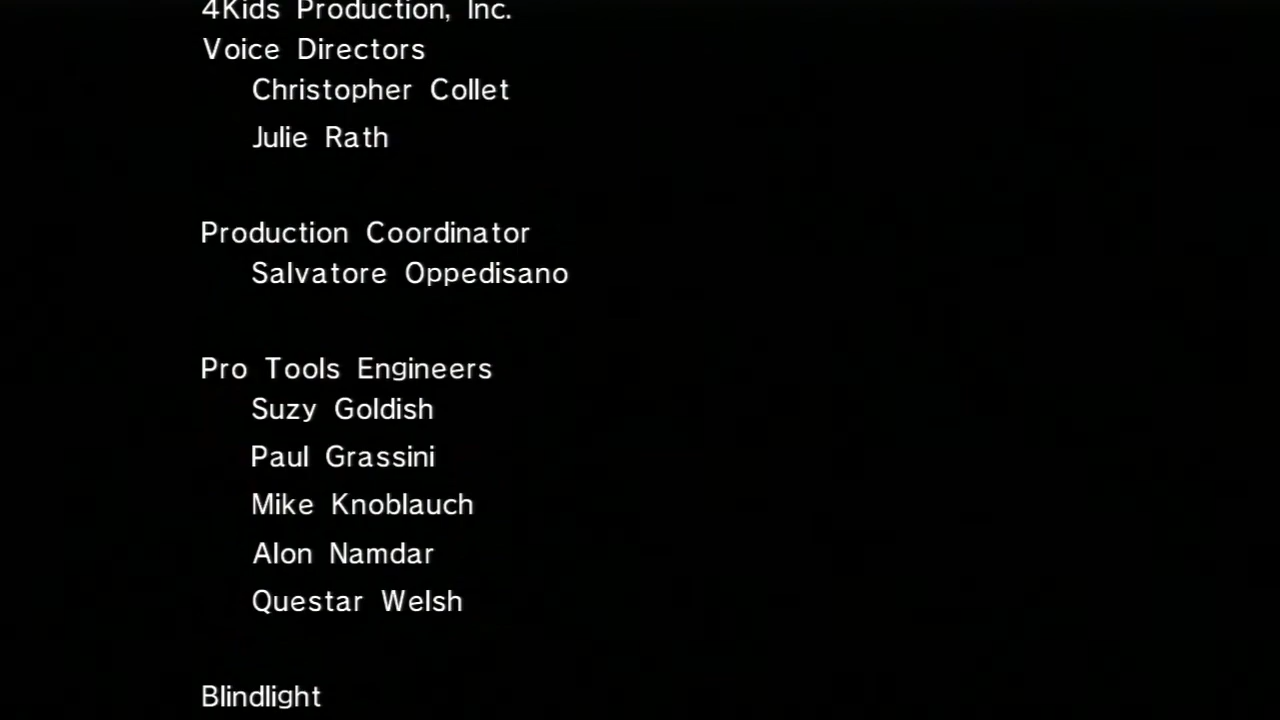 4Kids Production, Inc.
Voice Directors
Christopher Collet
Julie Rath
Production Coordinator
Salvatore Oppedisano
Pro Tools Engineers
Suzy Goldish
Paul Grassini
Mike Knoblauch
Alon Namdar
Questar Welsh
Blindlight